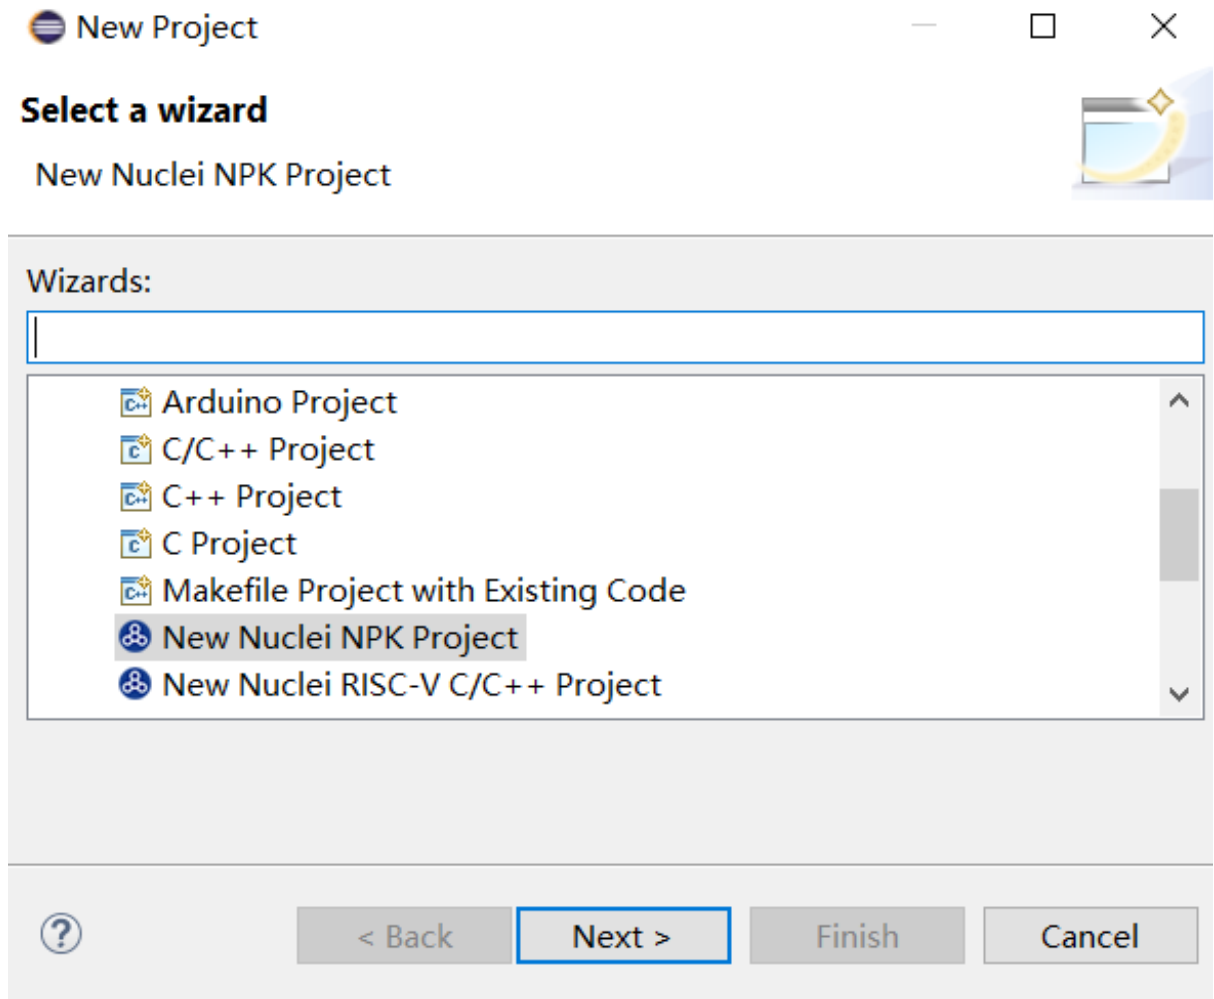 New Project
Select a wizard
New Nuclei NPK Project
Wizards:
Arduino Project
C/C++ Project
C++ Project
C Project
Makefile Project with Existing Code
New Nuclei NPK Project
New Nuclei RISC-V C/C++ Project
< Back Next > Finish Cancel